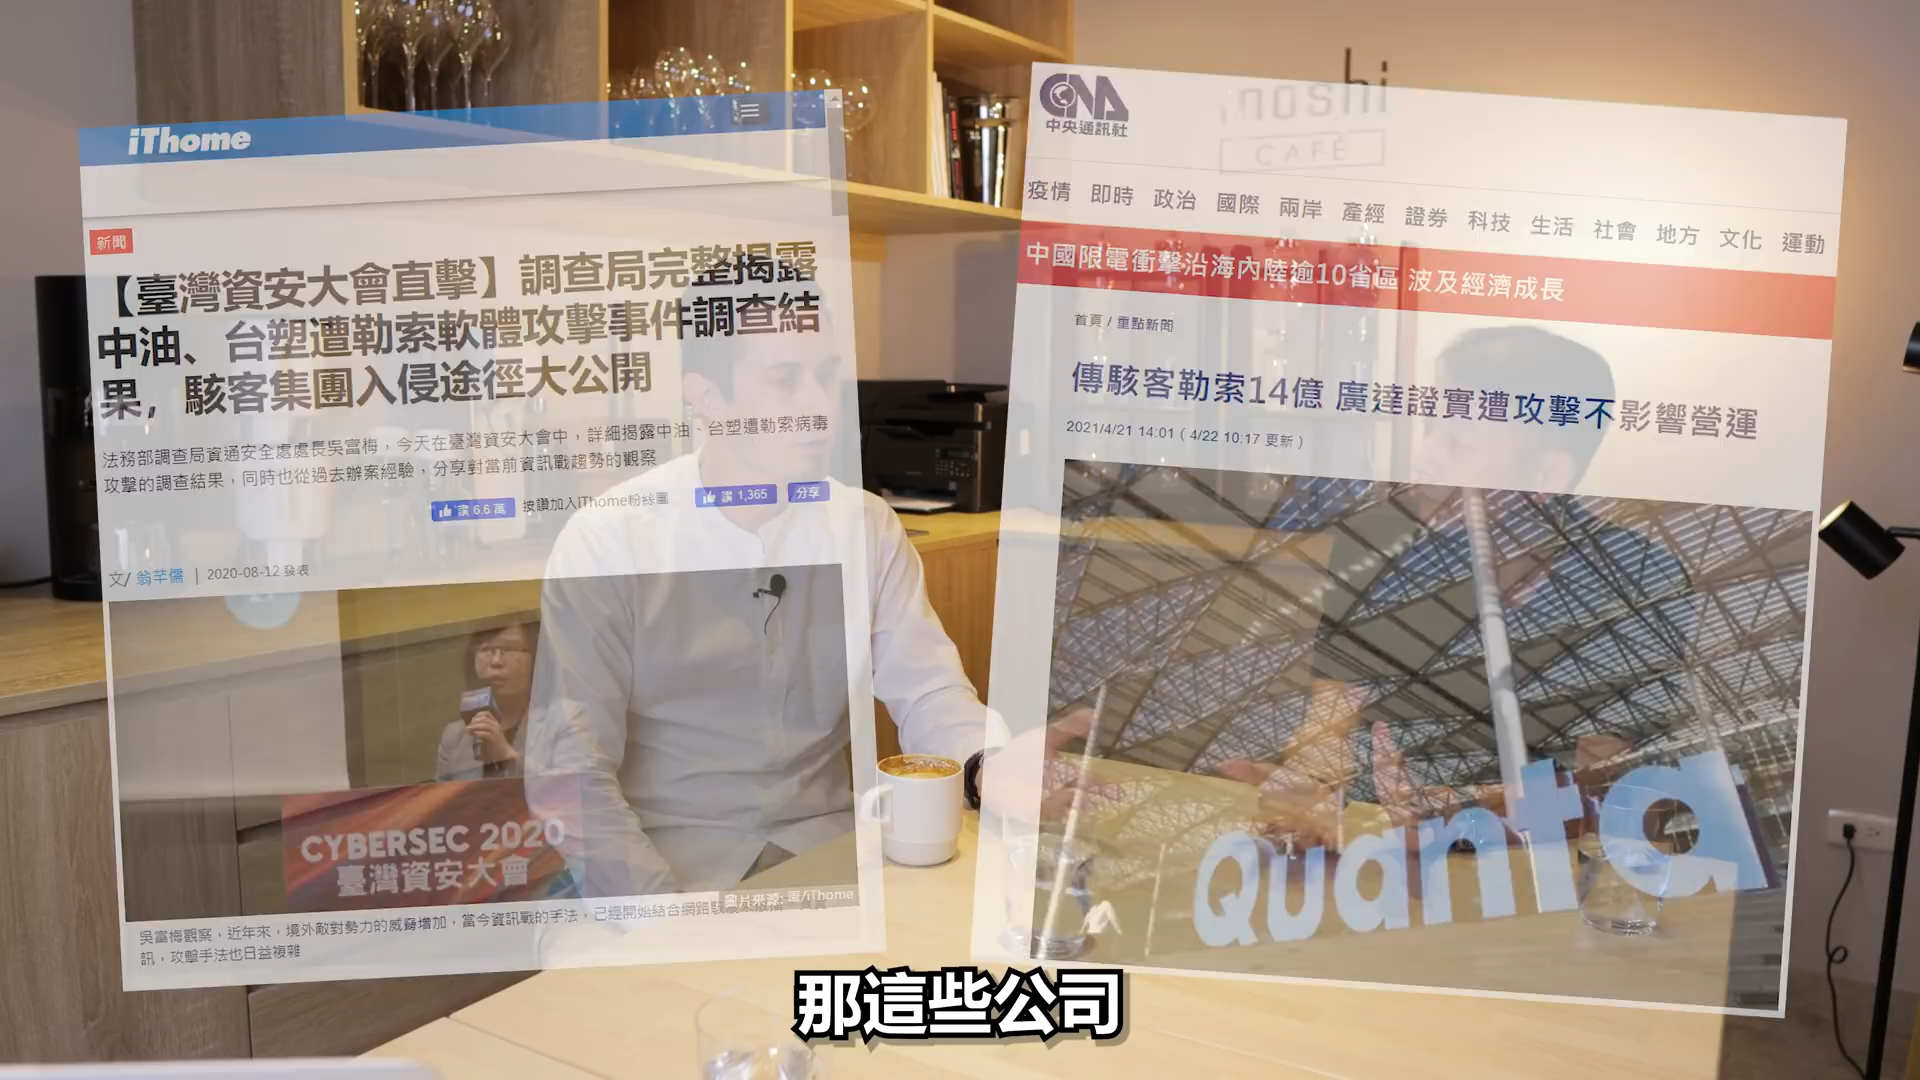 iThome
新聞
【臺灣資安大會直擊】調查局完整揭露
中油、台塑遭勒索軟體攻擊事件調查結
果，駭客集團入侵途徑大公開
法務部調查局資通安全處處長吳富梅，今天在臺灣資安大會中，詳細揭露中油、台塑遭勒索病毒
攻擊的調查結果，同時也從過去辦案經驗，分享對當前資訊戰趨勢的觀察
讚 6.6 萬 按讚加入iThome粉絲團 讚 1,365 分享
文/ 翁芊儒 | 2020-08-12 發表
CYBERSEC 2020
臺灣資安大會
圖片來源: 圖/iThome
吳富梅觀察，近年來，境外敵對勢力的威脅增加，當今資訊戰的手法，已經開始結合網路
訊，攻擊手法也日益複雜
CNA
中央通訊社
inoshi
CAFÉ
疫情 即時 政治 國際 兩岸 產經 證券 科技 生活 社會 地方 文化 運動
中國限電衝擊沿海內陸逾10省區 波及經濟成長
首頁 / 重點新聞
傳駭客勒索14億 廣達證實遭攻擊不影響營運
2021/4/21 14:01（4/22 10:17 更新）
Quanta
那這些公司